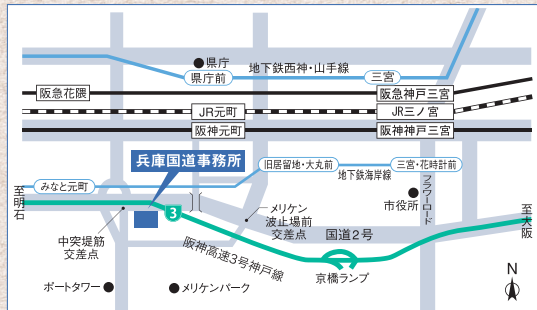 県庁
地下鉄西神・山手線
県庁前
三宮
阪急花隈
阪急神戸三宮
JR元町
JR三ノ宮
阪神元町
阪神神戸三宮
兵庫国道事務所
旧居留地・大丸前
三宮・花時計前
地下鉄海岸線
みなと元町
至明石
3
メリケン
波止場前
交差点
市役所
フラワーロード
至大阪
中突堤筋
交差点
国道2号
阪神高速3号神戸線
京橋ランプ
N
ポートタワー
メリケンパーク